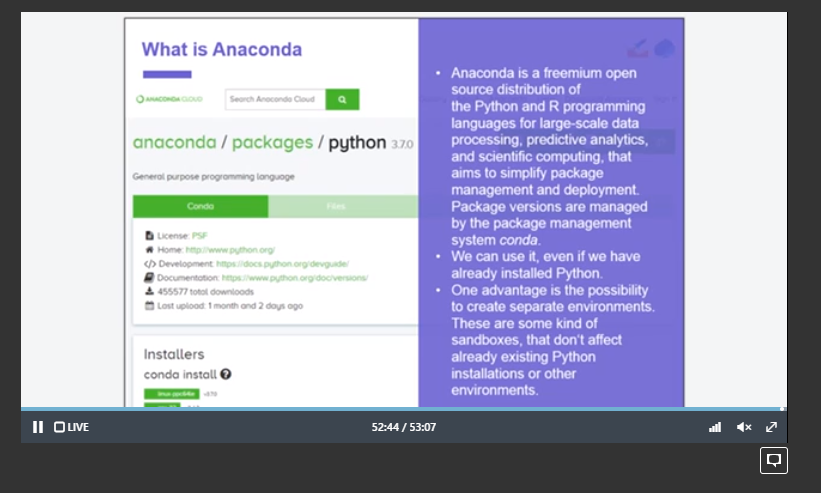 What is Anaconda
ANACONDA CLOUD
Search Anaconda Cloud
anaconda / packages / python 3.7.0
General purpose programming language
Conda
Files
License: PSF
Home: http://www.python.org/
</> Development: https://docs.python.org/devguide/
Documentation: https://www.python.org/doc/versions/
455577 total downloads
Last upload: 1 month and 2 days ago
Installers
conda install
linux-ppc64le
• Anaconda is a freemium open
source distribution of
the Python and R programming
languages for large-scale data
processing, predictive analytics,
and scientific computing, that
aims to simplify package
management and deployment.
Package versions are managed
by the package management
system conda.
• We can use it, even if we have
already installed Python.
• One advantage is the possibility
to create separate environments.
These are some kind of
sandboxes, that don't affect
already existing Python
installations or other
environments.
LIVE
52:44 / 53:07